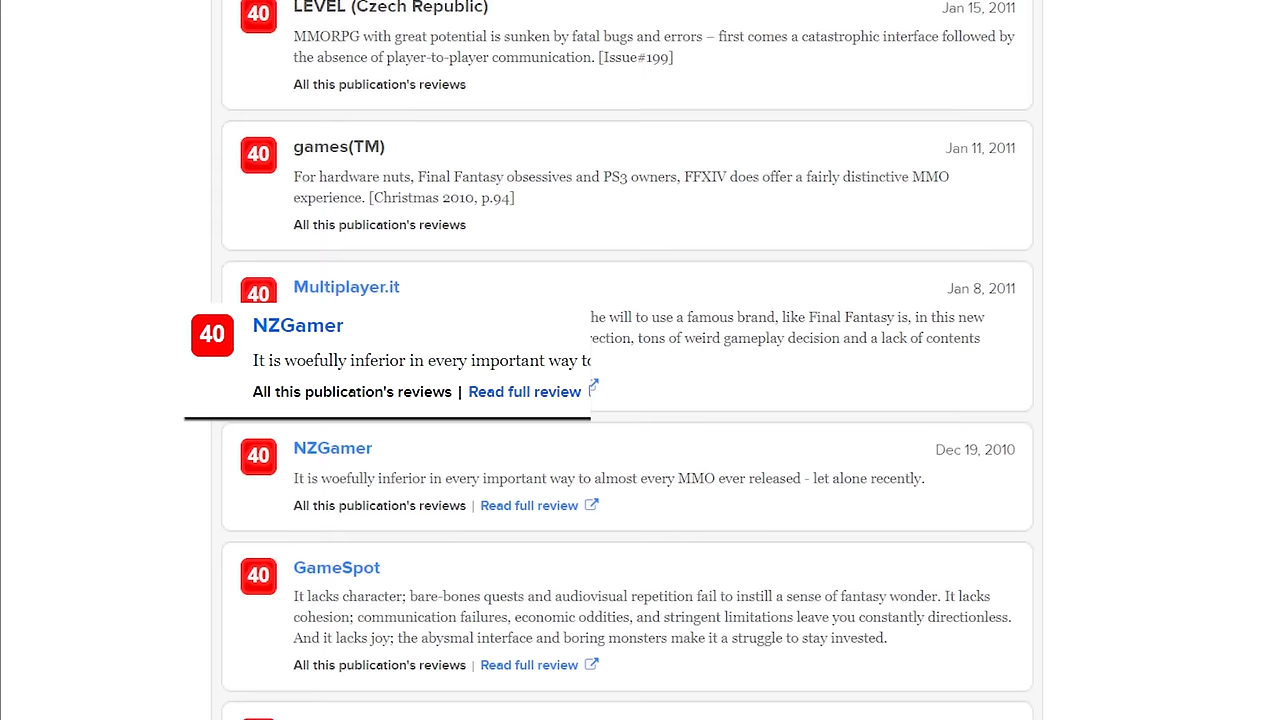 40
LEVEL (Czech Republic)
Jan 15, 2011
MMORPG with great potential is sunken by fatal bugs and errors – first comes a catastrophic interface followed by
the absence of player-to-player communication. [Issue#199]
All this publication's reviews
40
games(TM)
Jan 11, 2011
For hardware nuts, Final Fantasy obsessives and PS3 owners, FFXIV does offer a fairly distinctive MMO
experience. [Christmas 2010, p.94]
All this publication's reviews
40
Multiplayer.it
Jan 8, 2011
he will to use a famous brand, like Final Fantasy is, in this new
rection, tons of weird gameplay decision and a lack of contents
40
NZGamer
It is woefully inferior in every important way to
All this publication's reviews | Read full review
40
NZGamer
Dec 19, 2010
It is woefully inferior in every important way to almost every MMO ever released - let alone recently.
All this publication's reviews | Read full review
40
GameSpot
It lacks character; bare-bones quests and audiovisual repetition fail to instill a sense of fantasy wonder. It lacks
cohesion; communication failures, economic oddities, and stringent limitations leave you constantly directionless.
And it lacks joy; the abysmal interface and boring monsters make it a struggle to stay invested.
All this publication's reviews | Read full review